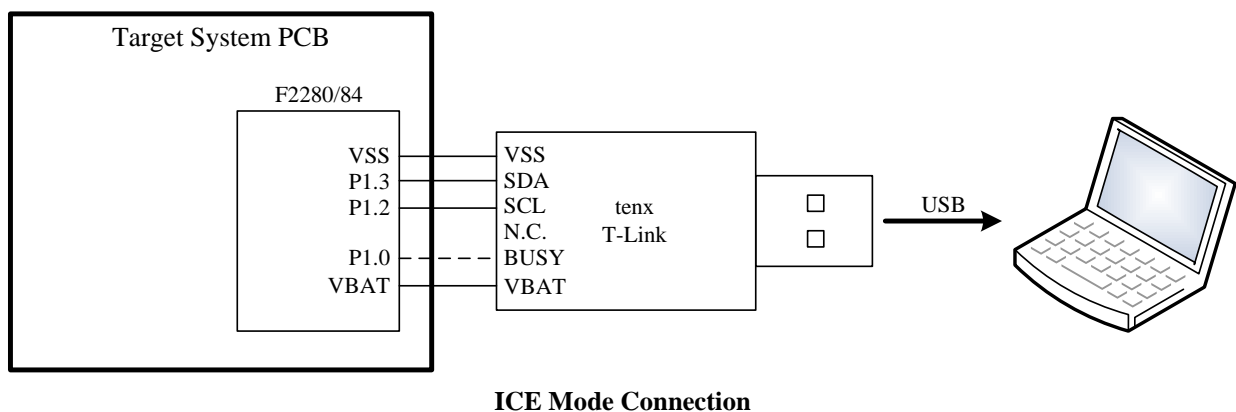 Target System PCB
F2280/84
VSS
P1.3
P1.2
P1.0
VBAT
VSS
SDA
SCL
N.C.
BUSY
VBAT
tenx
T-Link
USB
ICE Mode Connection